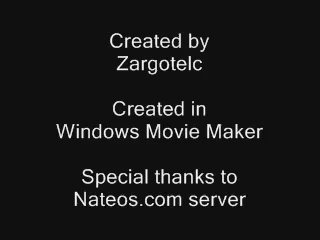 Created by
Zargotelc
Created in
Windows Movie Maker
Special thanks to
Nateos.com server